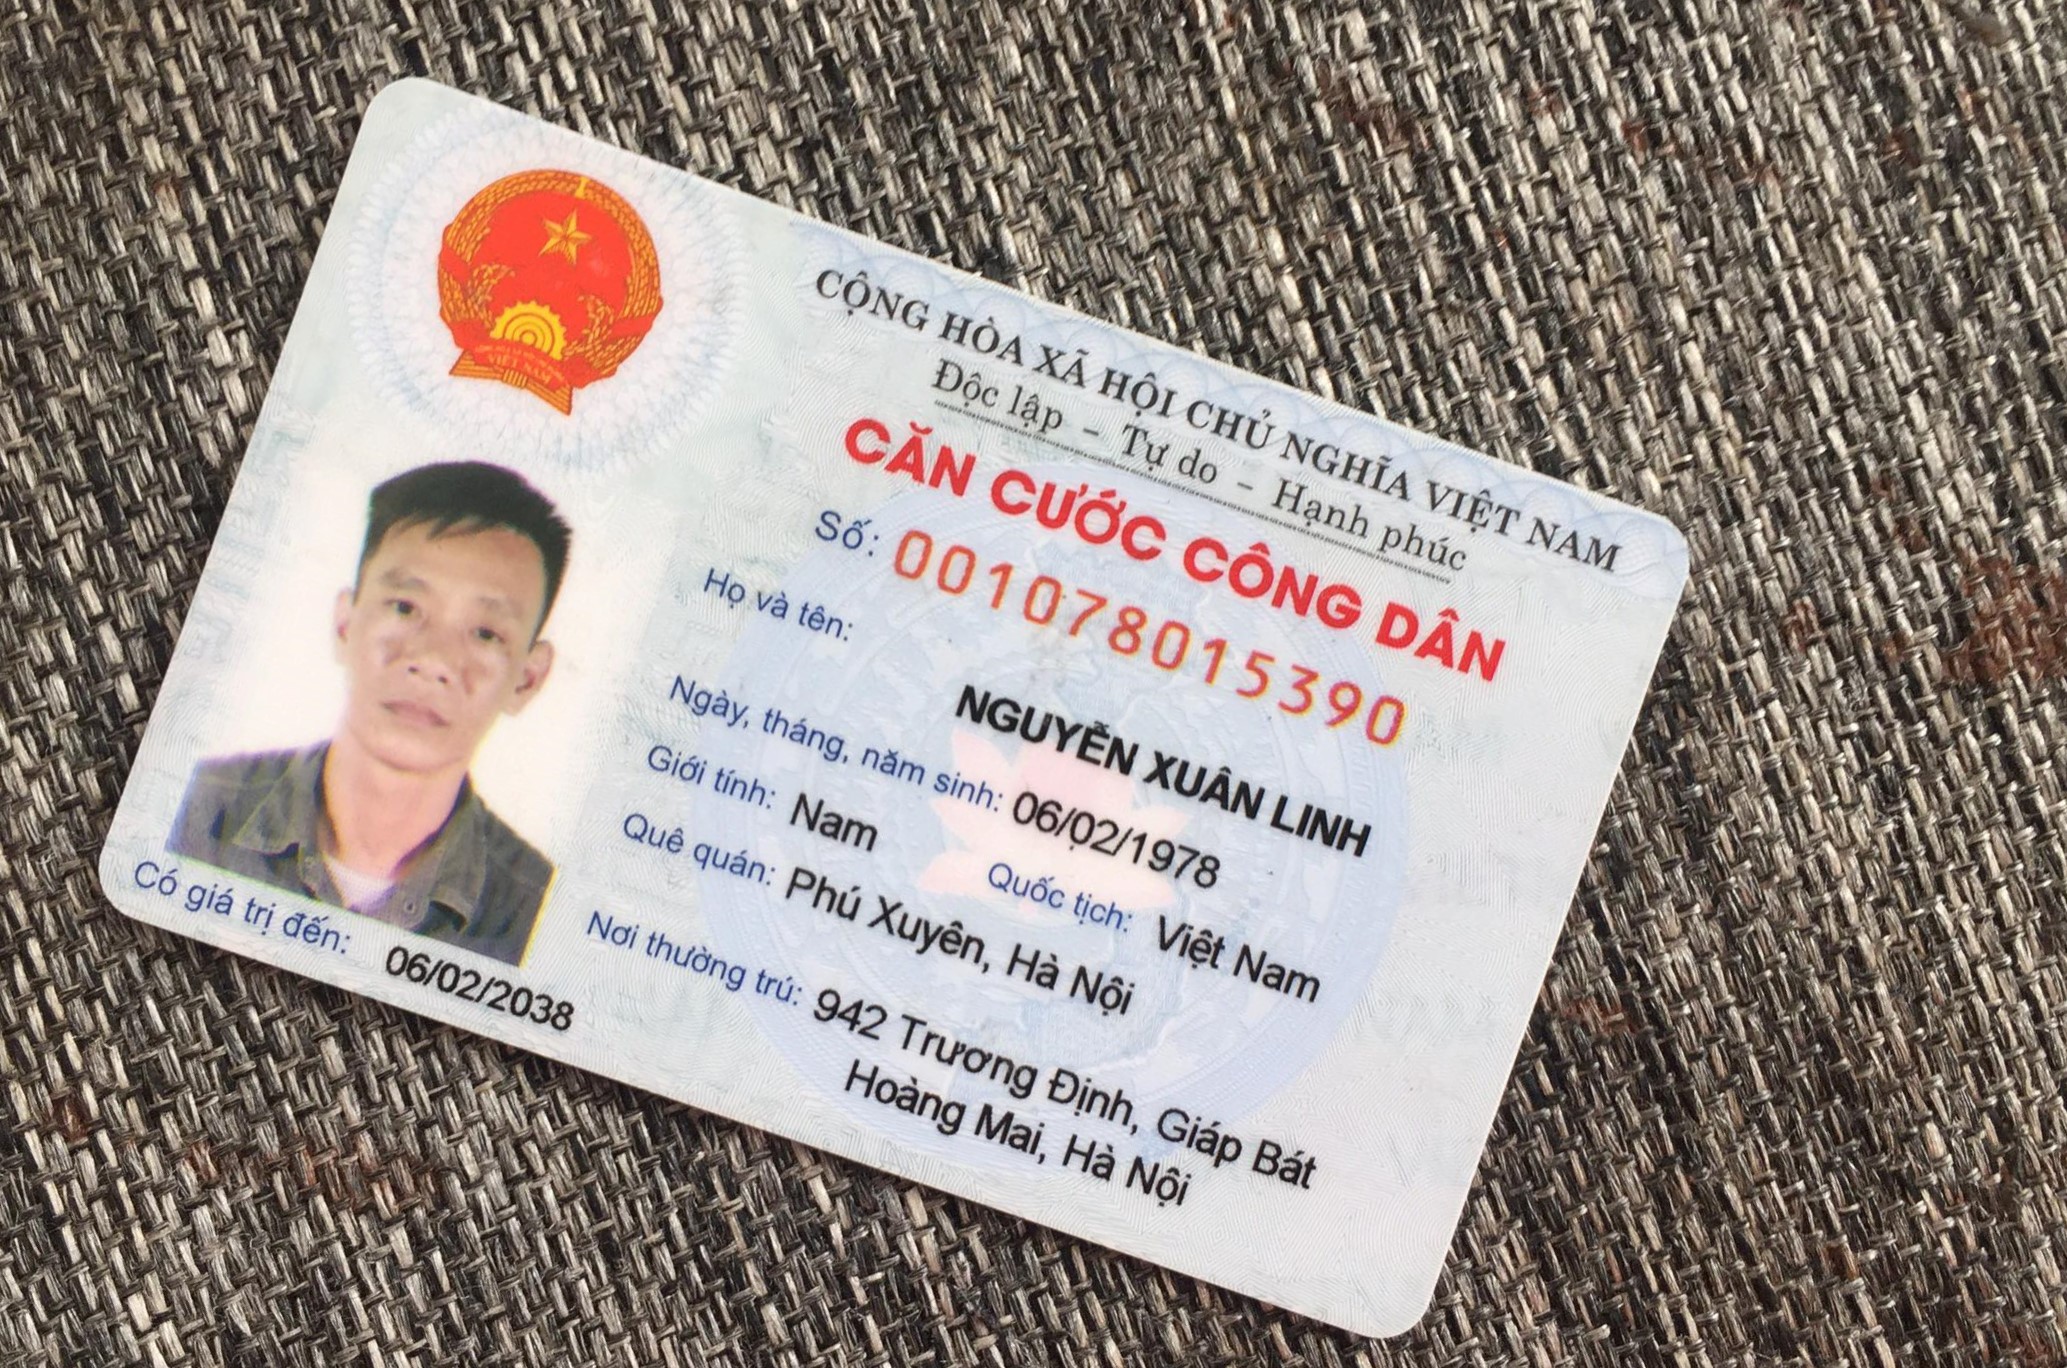 CỘNG HÒA XÃ HỘI CHỦ NGHĨA VIỆT NAM
Độc lập - Tự do - Hạnh phúc
CĂN CƯỚC CÔNG DÂN
Số: 001078015390
Họ và tên:
NGUYỄN XUÂN LINH
Ngày, tháng, năm sinh: 06/02/1978
Giới tính: Nam Quốc tịch: Việt Nam
Quê quán: Phú Xuyên, Hà Nội
Nơi thường trú: 942 Trương Định, Giáp Bát
Hoàng Mai, Hà Nội
Có giá trị đến: 06/02/2038
VIỆT NAM